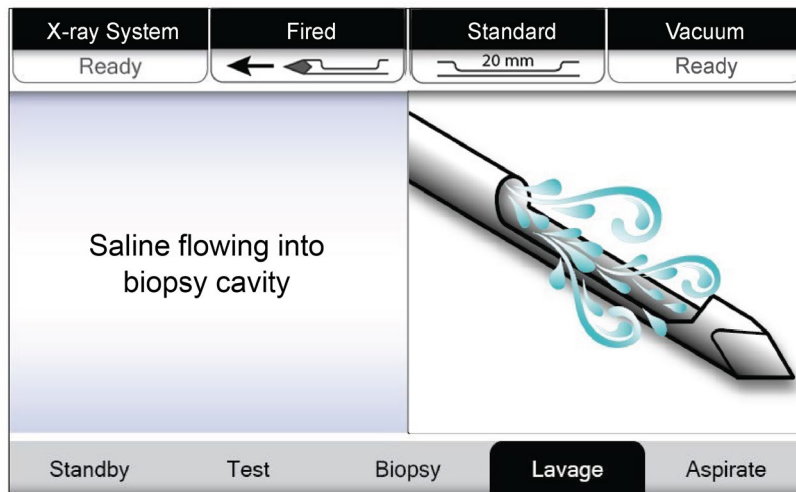 X-ray System Fired Standard Vacuum
Ready 20 mm Ready
Saline flowing into
biopsy cavity
Standby Test Biopsy Lavage Aspirate